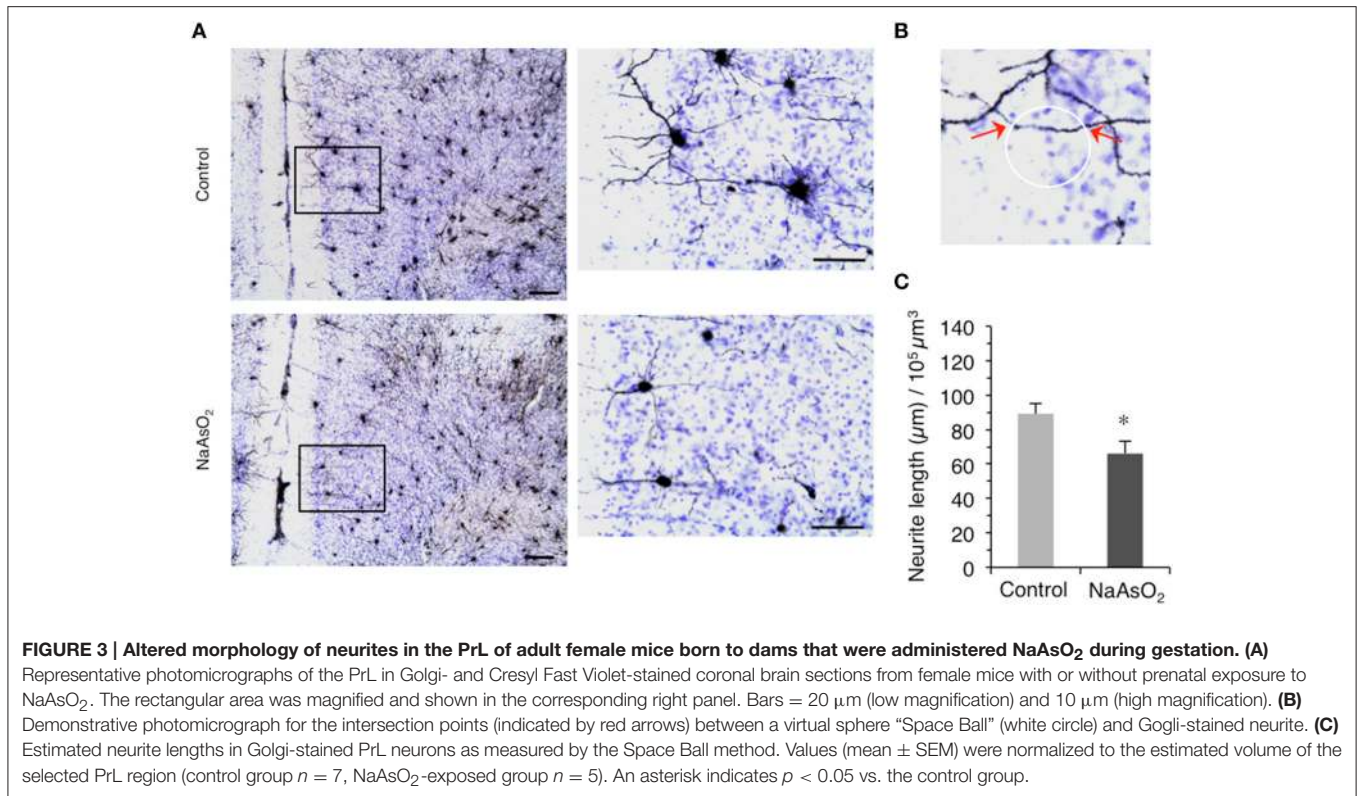 A
B
Control
NaAsO₂
C
Neurite length (μm) / 10⁵ μm³
140
120
100
80
60
40
20
0
*
Control
NaAsO₂
FIGURE 3 | Altered morphology of neurites in the PrL of adult female mice born to dams that were administered NaAsO₂ during gestation. (A)
Representative photomicrographs of the PrL in Golgi- and Cresyl Fast Violet-stained coronal brain sections from female mice with or without prenatal exposure to
NaAsO₂. The rectangular area was magnified and shown in the corresponding right panel. Bars = 20 μm (low magnification) and 10 μm (high magnification). (B)
Demonstrative photomicrograph for the intersection points (indicated by red arrows) between a virtual sphere “Space Ball” (white circle) and Gogli-stained neurite. (C)
Estimated neurite lengths in Golgi-stained PrL neurons as measured by the Space Ball method. Values (mean ± SEM) were normalized to the estimated volume of the
selected PrL region (control group n = 7, NaAsO₂-exposed group n = 5). An asterisk indicates p < 0.05 vs. the control group.